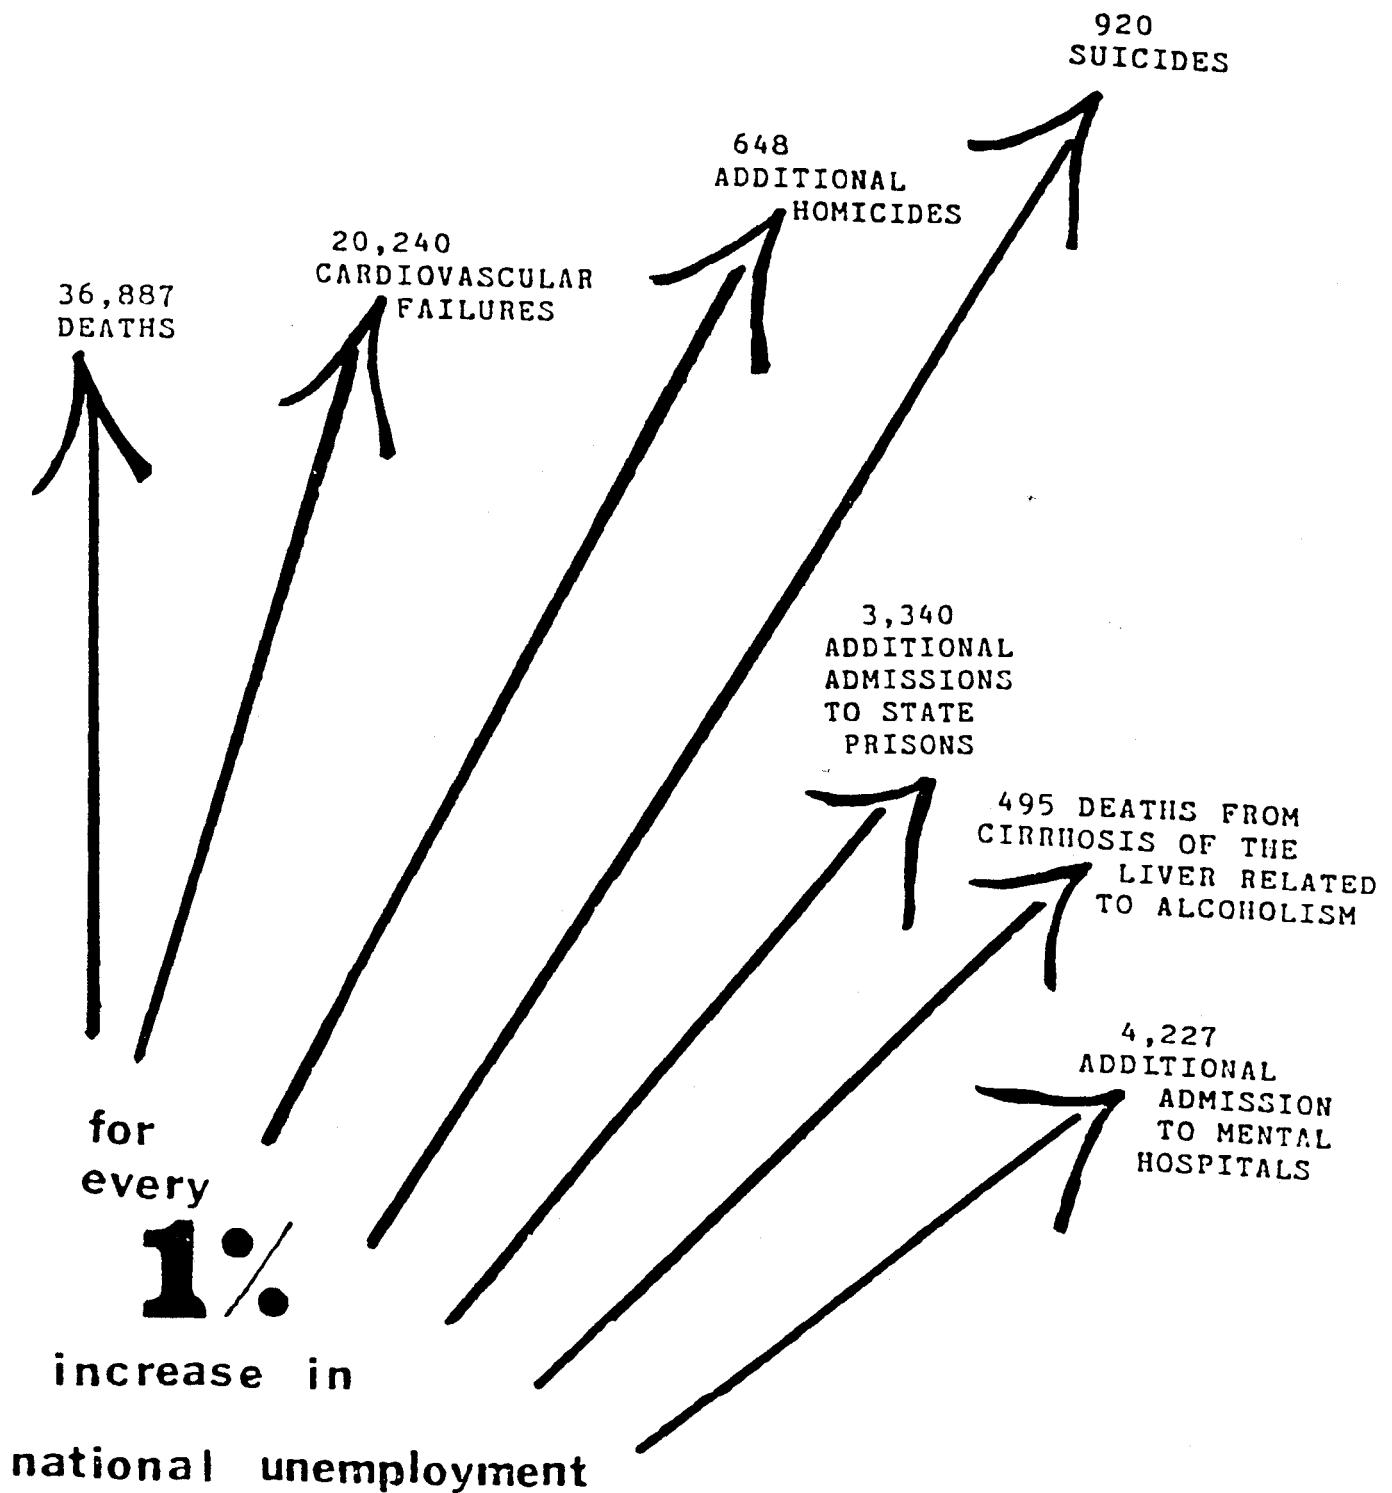 920
SUICIDES
648
ADDITIONAL
HOMICIDES
20,240
CARDIOVASCULAR
FAILURES
36,887
DEATHS
3,340
ADDITIONAL
ADMISSIONS
TO STATE
PRISONS
495 DEATHS FROM
CIRRHOSIS OF THE
LIVER RELATED
TO ALCOHOLISM
4,227
ADDITIONAL
ADMISSION
TO MENTAL
HOSPITALS
for
every
1%
increase in
national unemployment